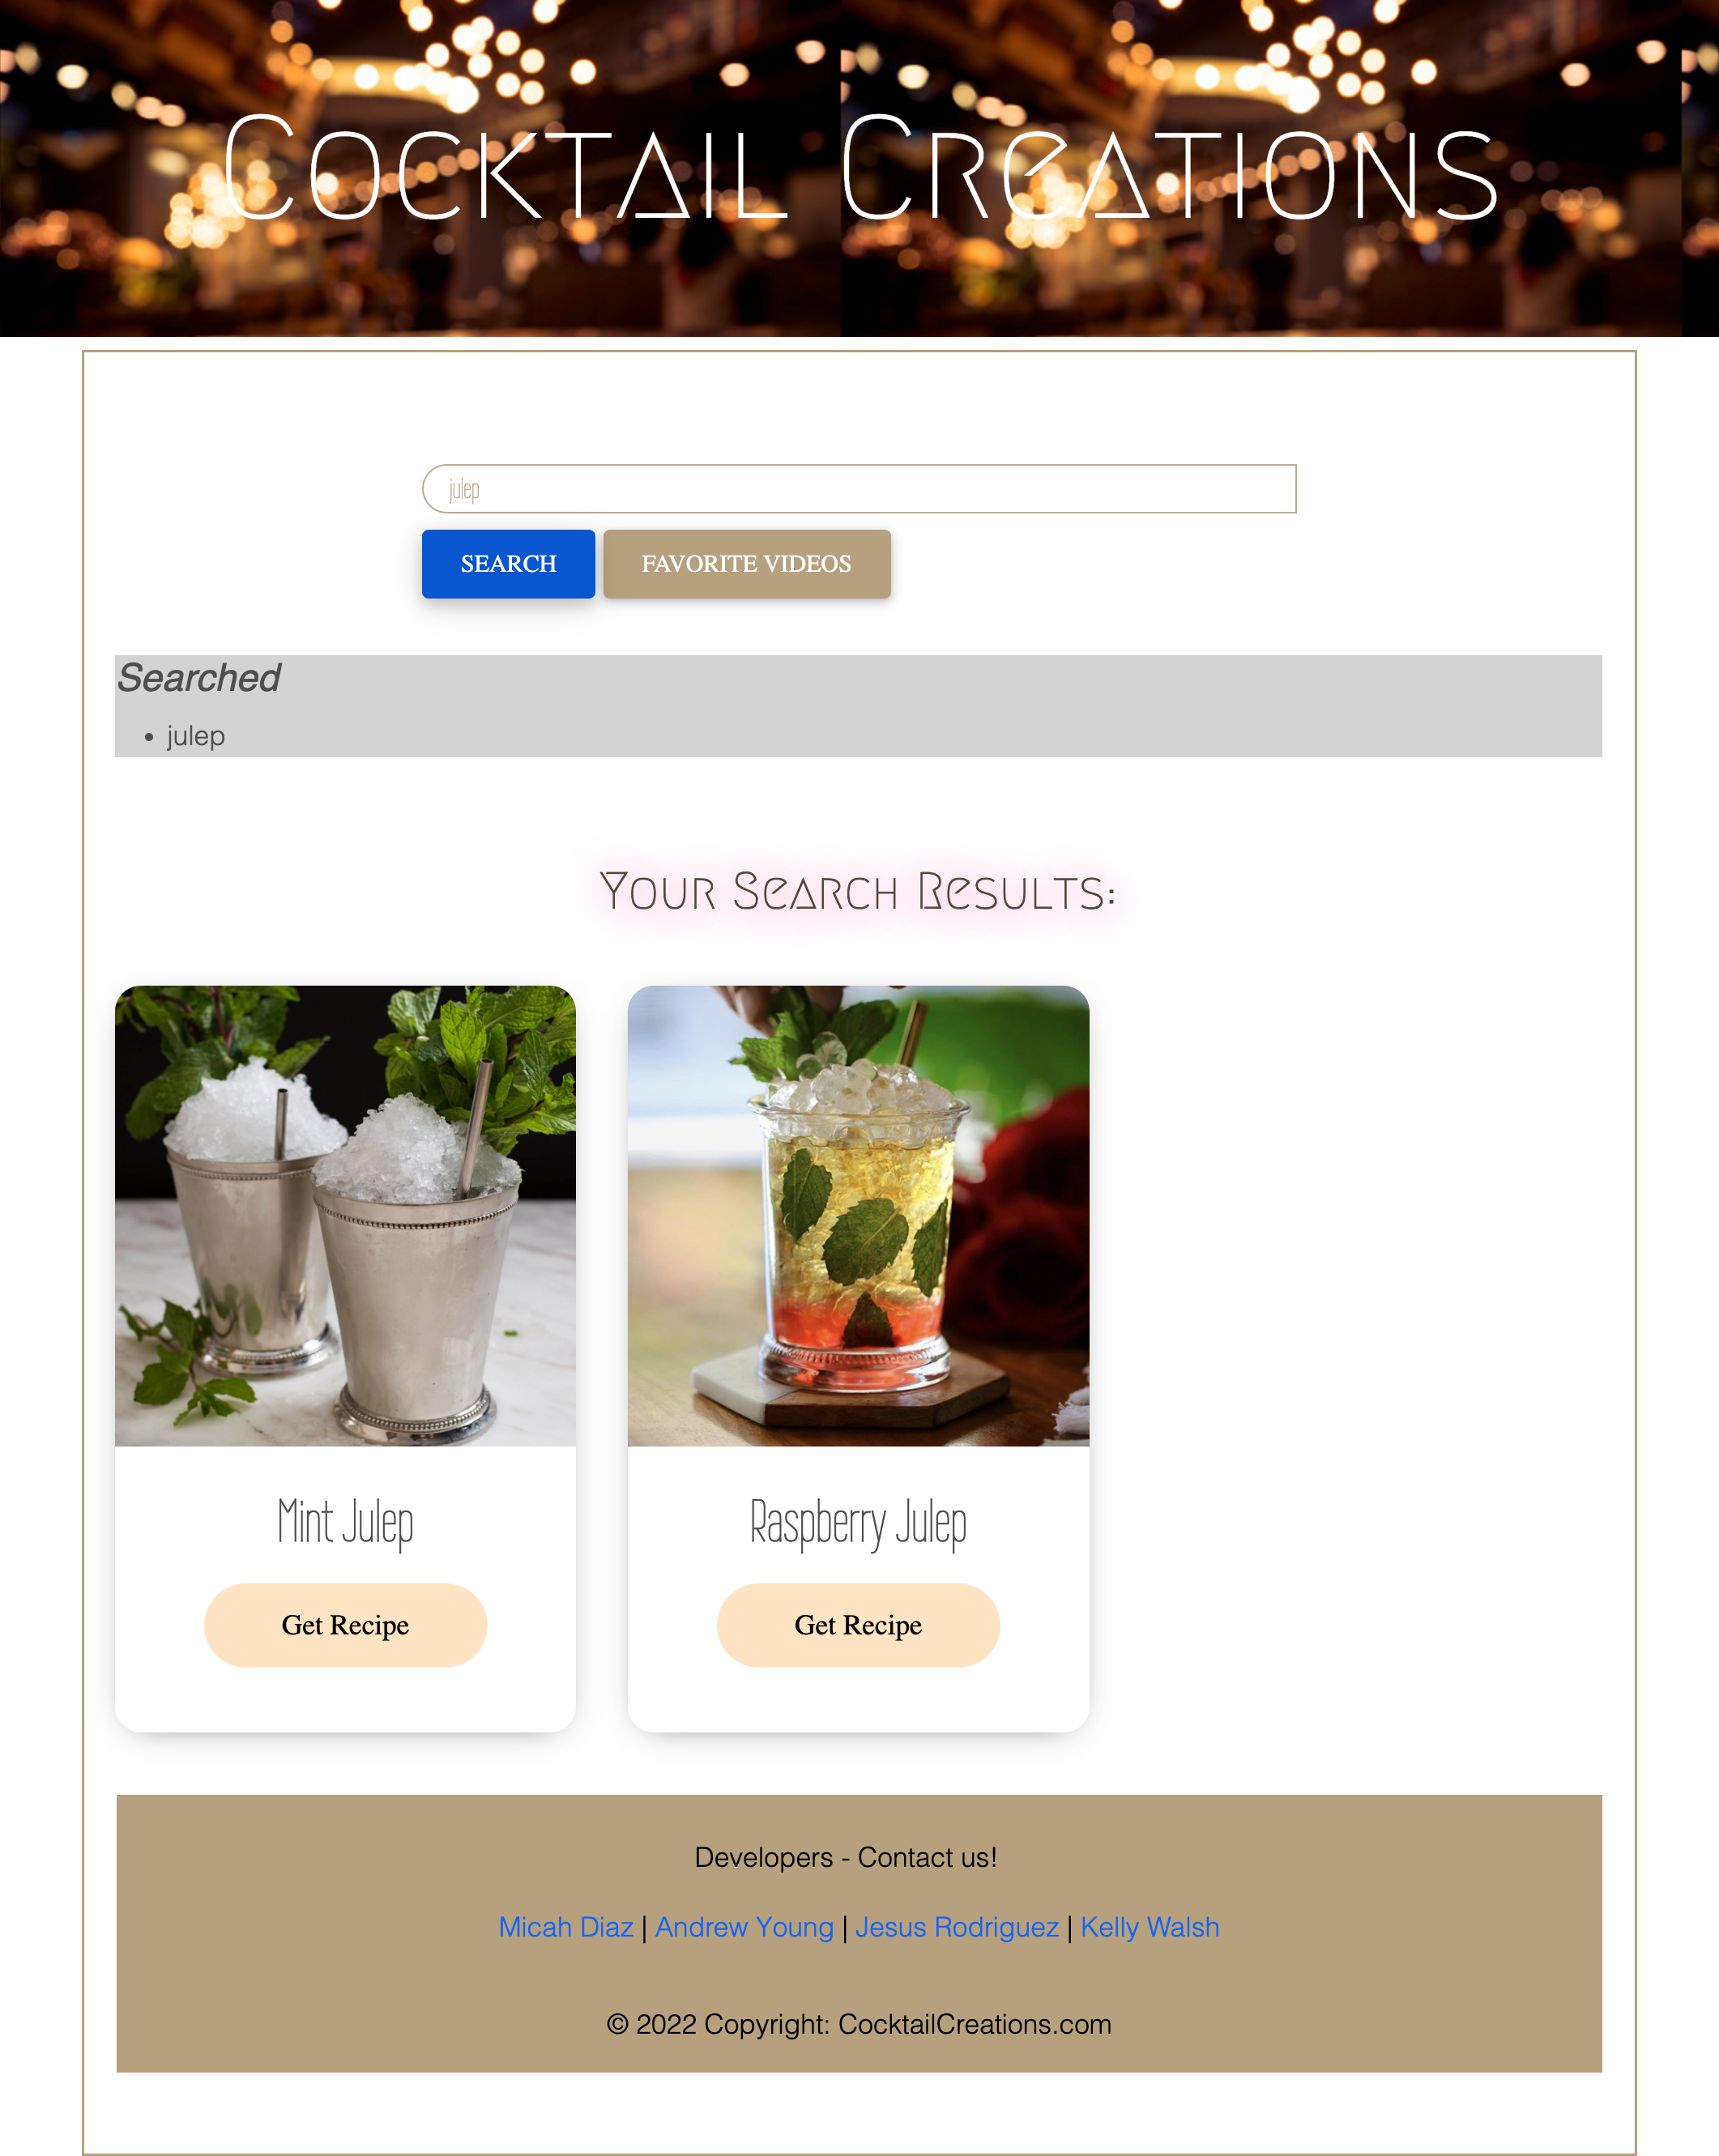 Cocktail Creations
julep
SEARCH
FAVORITE VIDEOS
Searched
julep
Your Search Results:
Mint Julep
Raspberry Julep
Get Recipe
Get Recipe
Developers - Contact us!
Micah Diaz | Andrew Young | Jesus Rodriguez | Kelly Walsh
© 2022 Copyright: CocktailCreations.com